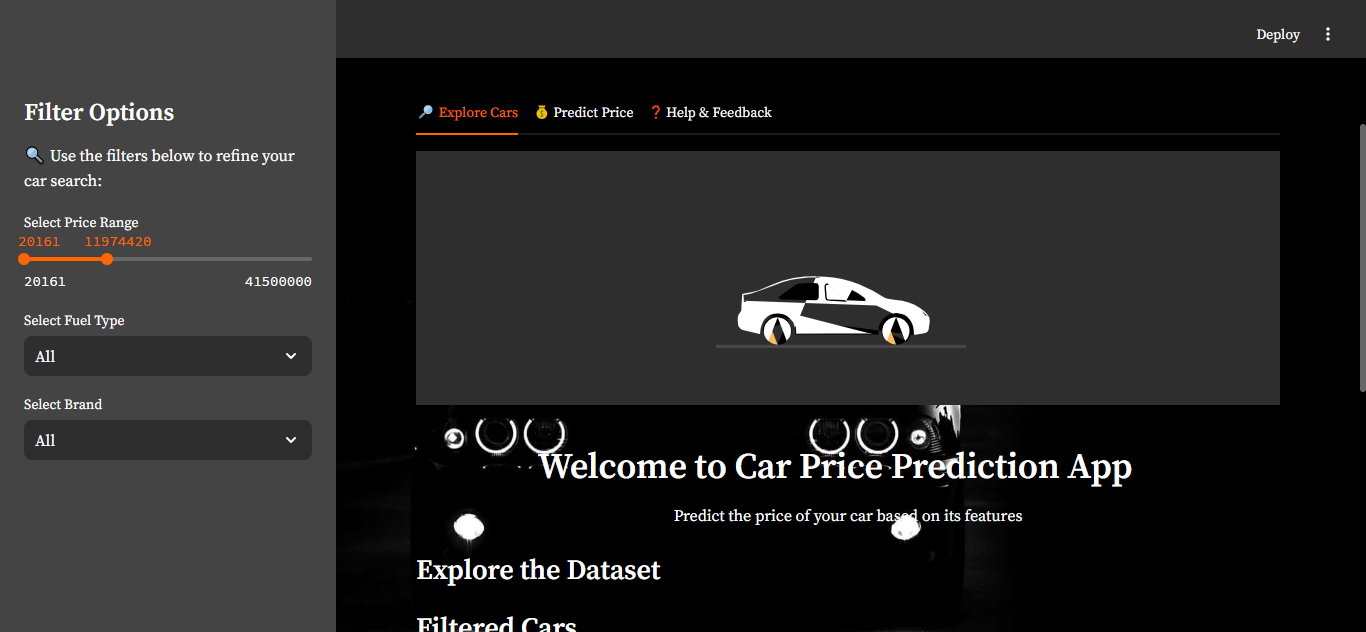 Deploy
Filter Options
🔍 Use the filters below to refine your
car search:
Select Price Range
20161 11974420
20161 41500000
Select Fuel Type
All
Select Brand
All
🔎 Explore Cars 💰 Predict Price ❓ Help & Feedback
Welcome to Car Price Prediction App
Predict the price of your car based on its features
Explore the Dataset
Filtered Cars